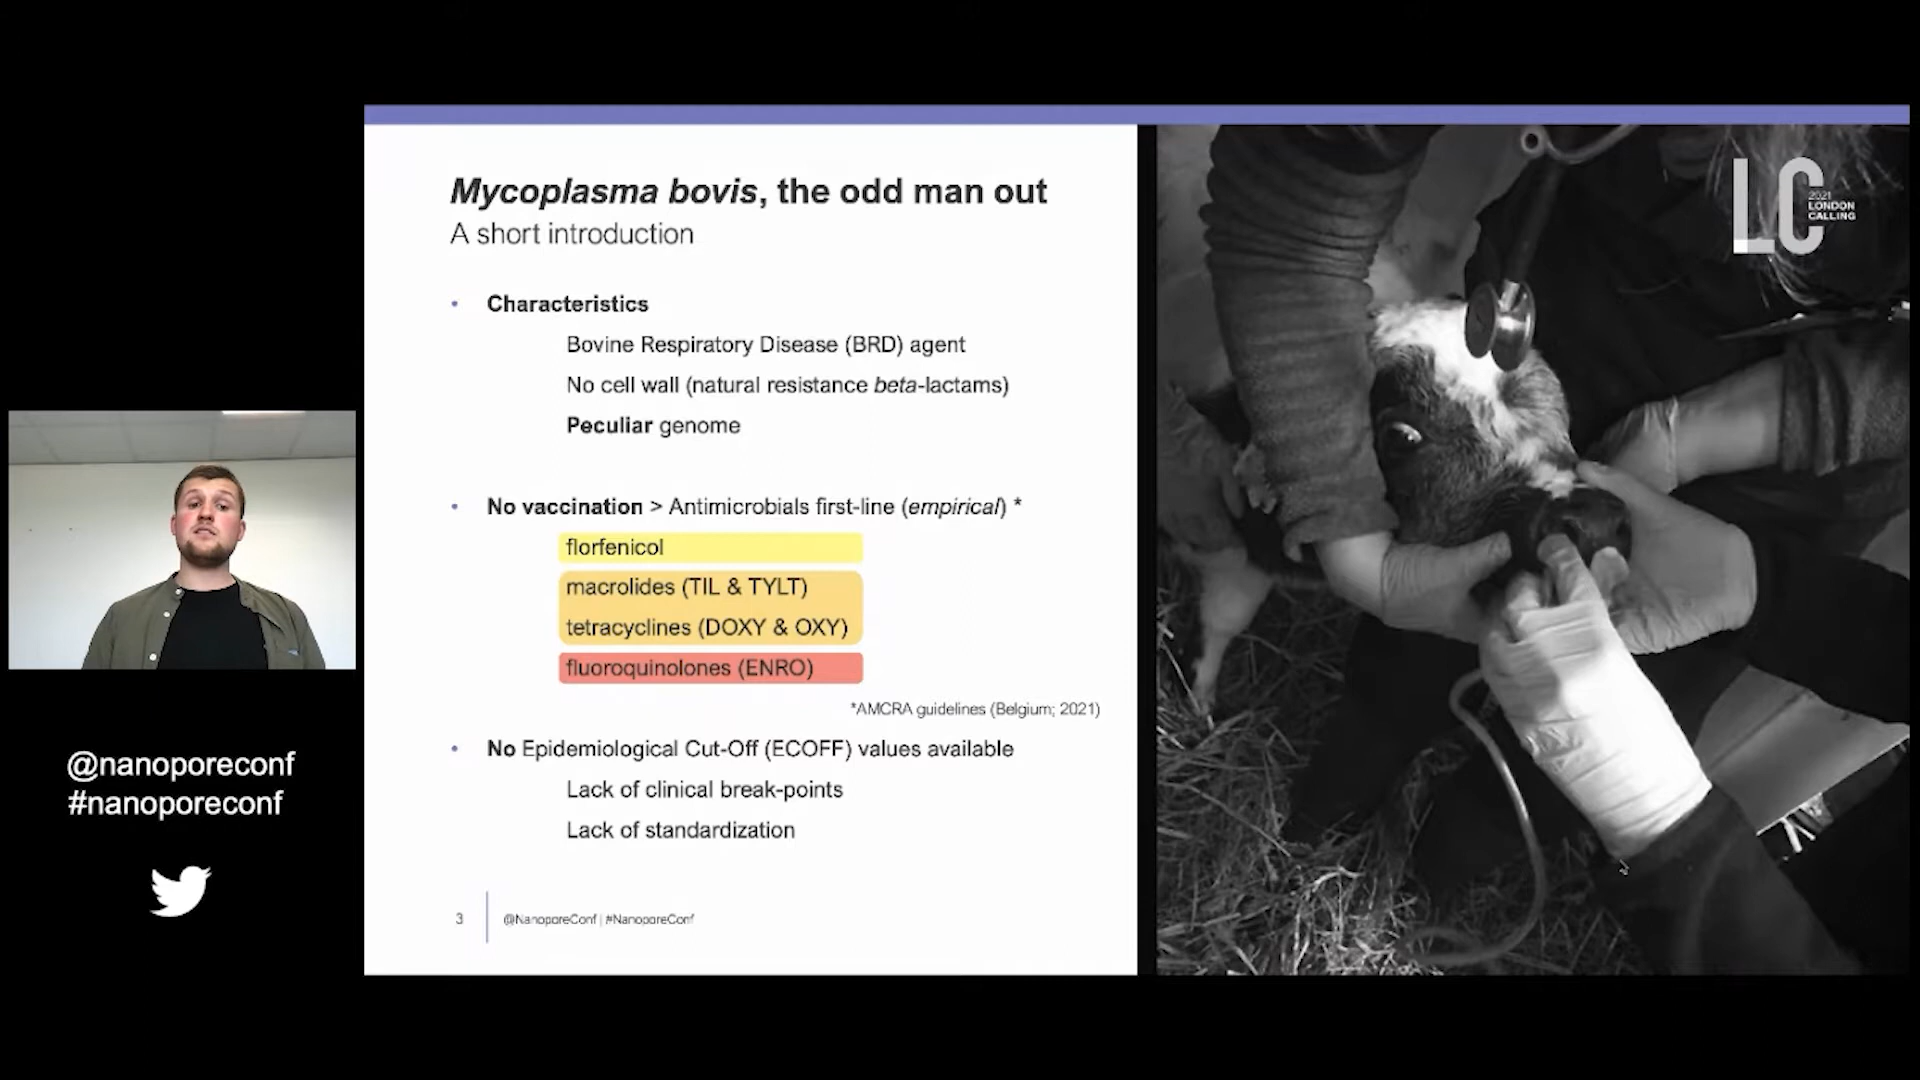 Mycoplasma bovis, the odd man out
A short introduction
• Characteristics
Bovine Respiratory Disease (BRD) agent
No cell wall (natural resistance beta-lactams)
Peculiar genome
• No vaccination > Antimicrobials first-line (empirical) *
florfenicol
macrolides (TIL & TYLT)
tetracyclines (DOXY & OXY)
fluoroquinolones (ENRO)
*AMCRA guidelines (Belgium; 2021)
• No Epidemiological Cut-Off (ECOFF) values available
Lack of clinical break-points
Lack of standardization
3
@NanoporeConf | #NanoporeConf
LC
2021
LONDON
CALLING
@nanoporeconf
#nanoporeconf